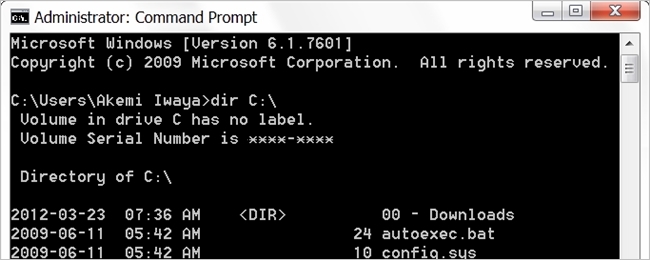 Administrator: Command Prompt
Microsoft Windows [Version 6.1.7601]
Copyright (c) 2009 Microsoft Corporation.  All rights reserved.
C:\Users\Akemi Iwaya>dir C:\
 Volume in drive C has no label.
 Volume Serial Number is ****-****
 Directory of C:\
2012-03-23  07:36 AM    <DIR>          00 - Downloads
2009-06-11  05:42 AM                24 autoexec.bat
2009-06-11  05:42 AM                10 config.sys